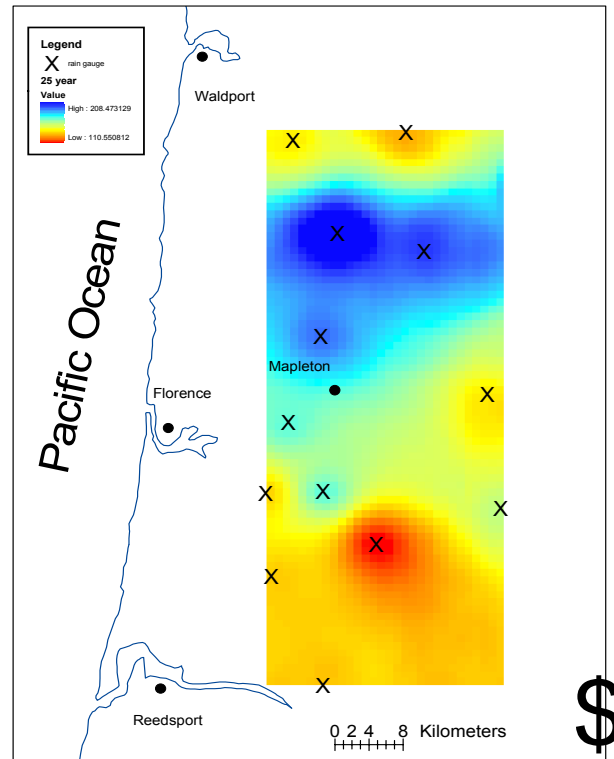 Legend
X rain gauge
25 year
Value
High : 208.473129
Low : 110.550812
Waldport
X X
X X
X
Mapleton
Pacific Ocean
Florence
X
X
X X
X
X
X
X
Reedsport
0 2 4 8 Kilometers
$